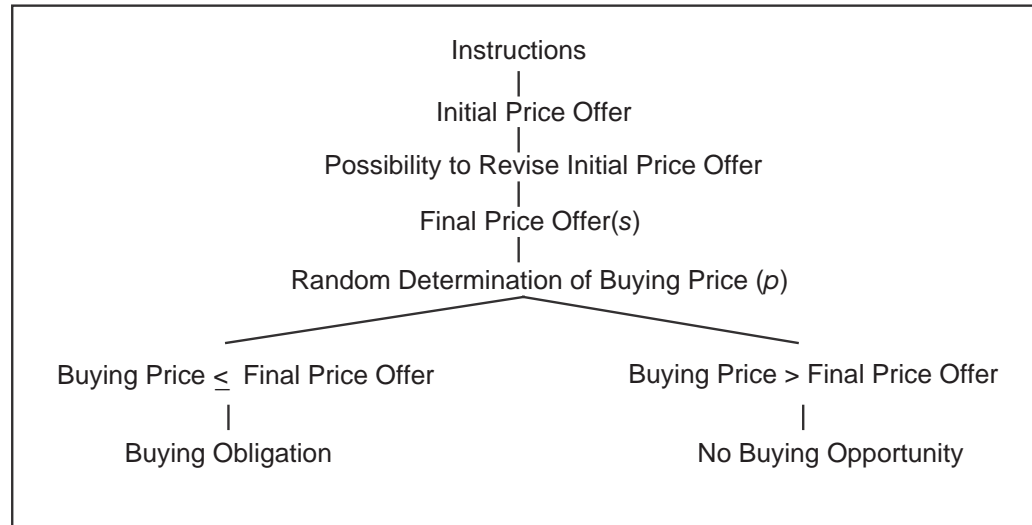 Instructions
Initial Price Offer
Possibility to Revise Initial Price Offer
Final Price Offer(s)
Random Determination of Buying Price (p)
Buying Price ≤ Final Price Offer
Buying Price > Final Price Offer
Buying Obligation
No Buying Opportunity